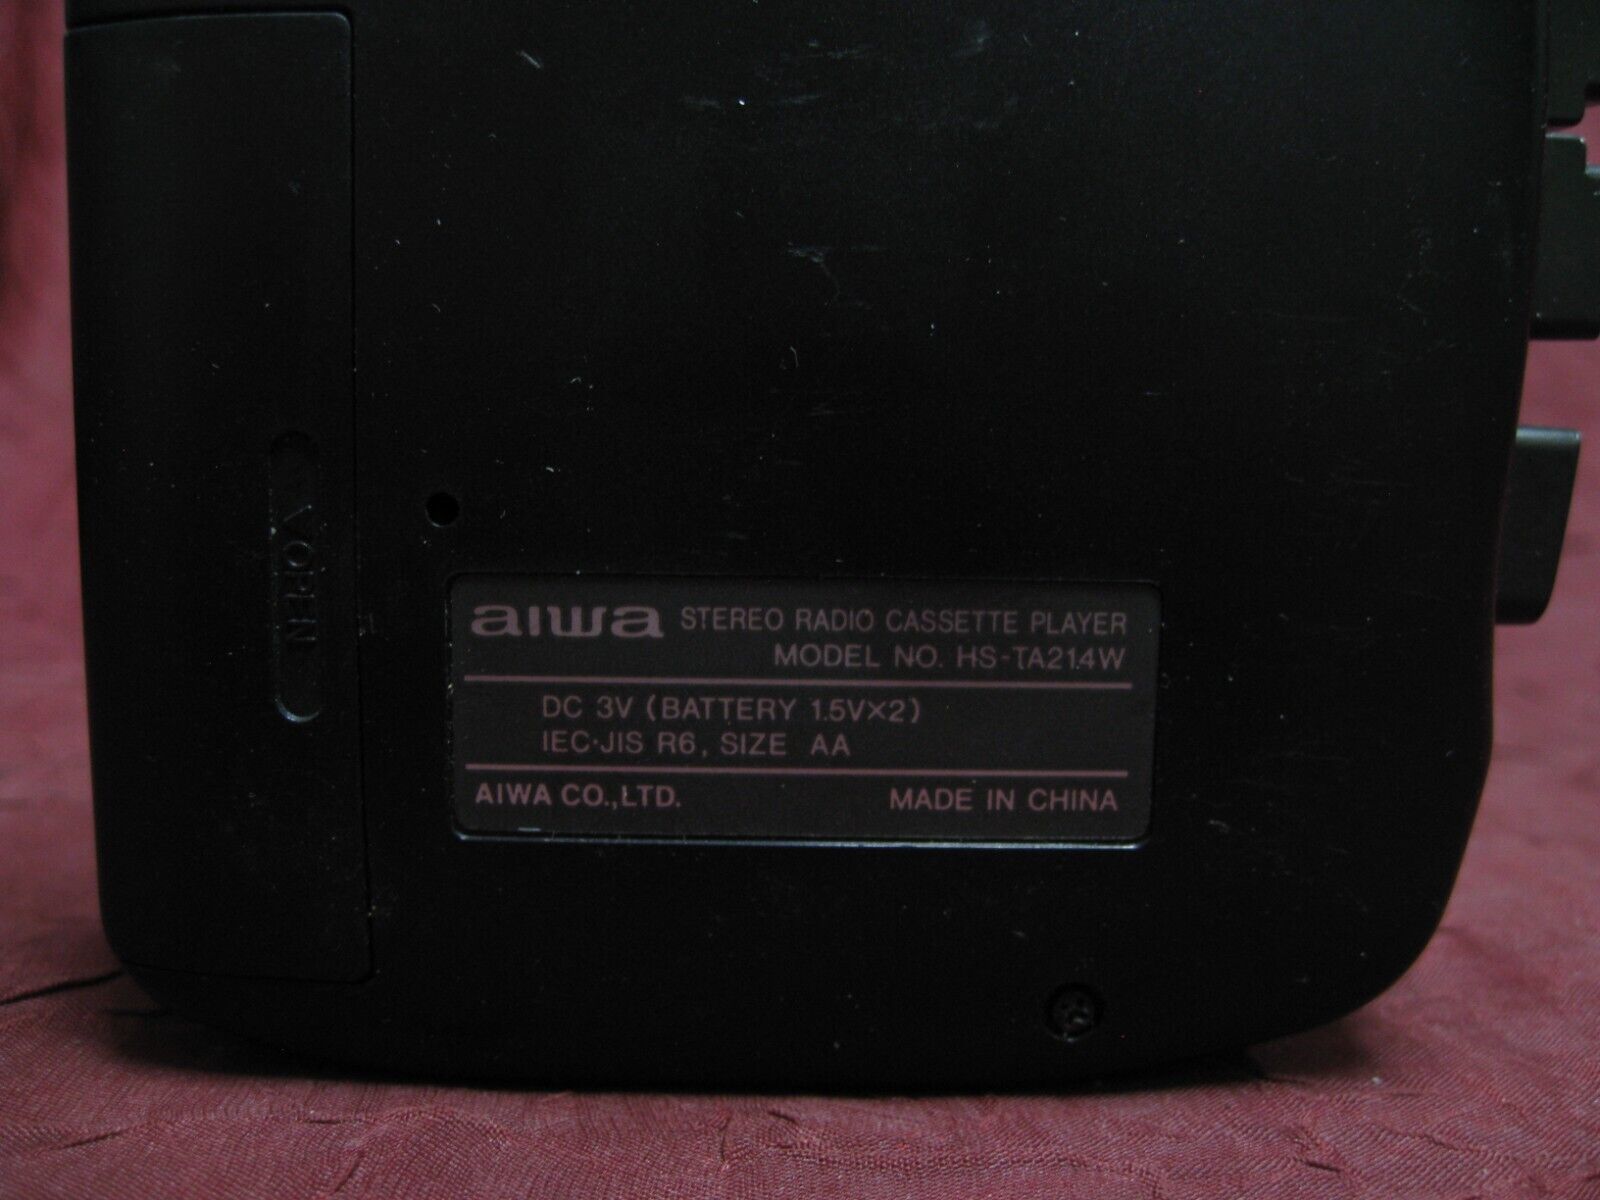 OPEN
aiwa STEREO RADIO CASSETTE PLAYER
MODEL NO. HS-TA214W
DC 3V (BATTERY 1.5V×2)
IEC·JIS R6, SIZE AA
AIWA CO.,LTD. MADE IN CHINA